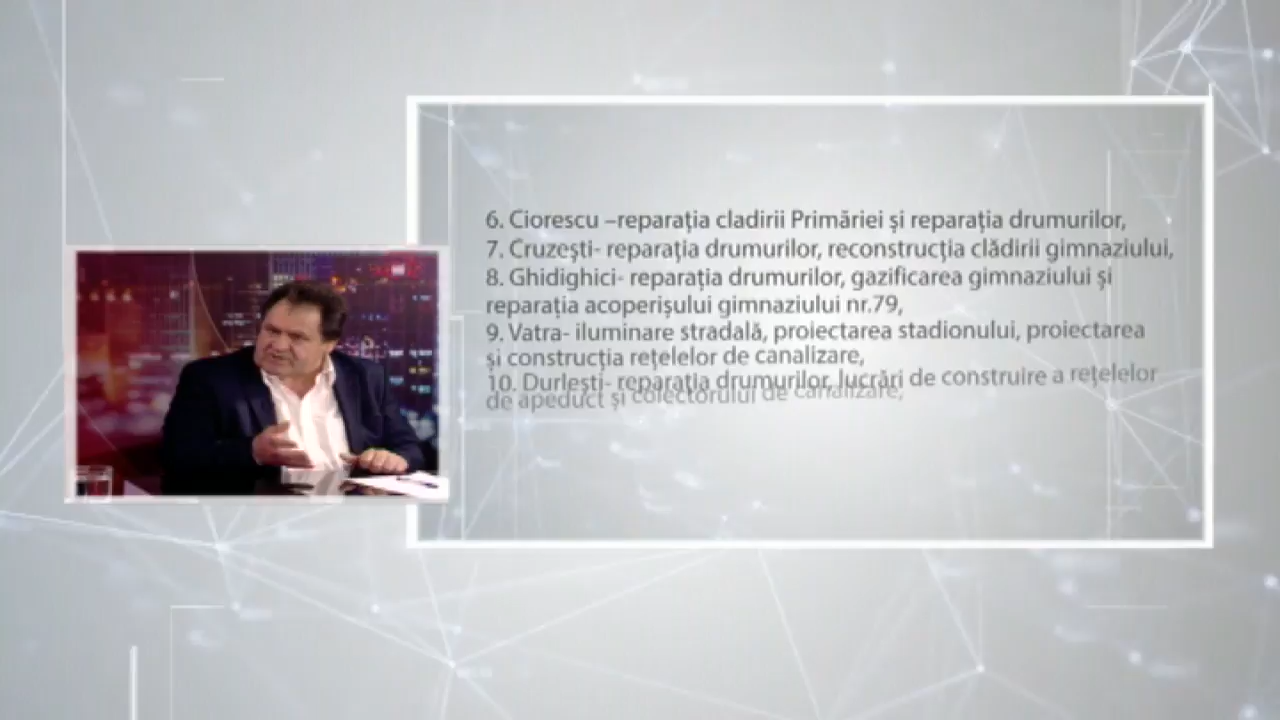 6. Ciorescu –reparația cladirii Primăriei și reparația drumurilor,
7. Cruzești- reparația drumurilor, reconstrucția clădirii gimnaziului,
8. Ghidighici- reparația drumurilor, gazificarea gimnaziului și
reparația acoperișului gimnaziului nr.79,
9. Vatra- iluminare stradală, proiectarea stadionului, proiectarea
și construcția rețelelor de canalizare,
10. Durlești- reparația drumurilor, lucrări de construire a rețelelor
de apeduct și colectorului de canalizare,